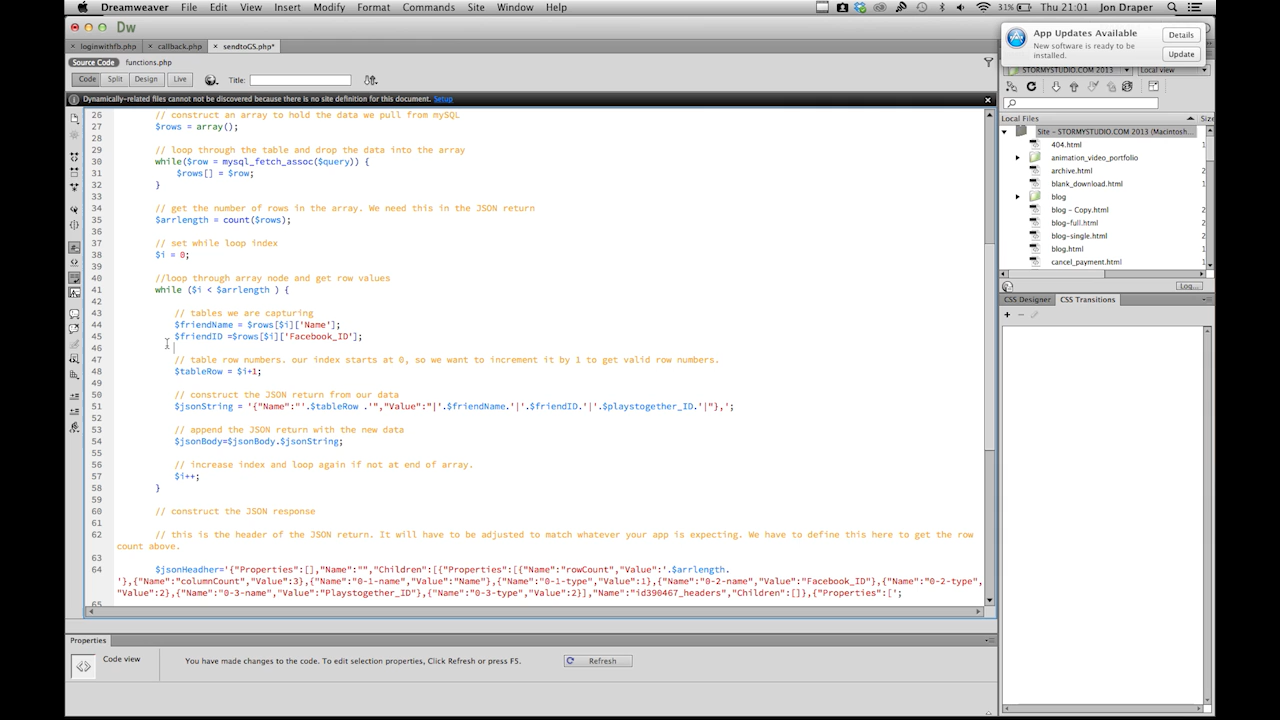 Dreamweaver File Edit View Insert Modify Format Commands Site Window Help 31% Thu 21:01 Jon Draper
Dw
App Updates Available
New software is ready to be
installed.
Details
Update
loginwithfb.php callback.php sendtoGS.php*
Source Code functions.php
Code Split Design Live Title:
STORMYSTUDIO.COM 2013 Local view
Dynamically-related files cannot not be discovered because there is no site definition for this document. Setup
Local Files Size
Site - STORMYSTUDIO.COM 2013 (Macintosh...
404.html 1
animation_video_portfolio
archive.html 2
blank_download.html 1
blog
blog - Copy.html 2
blog-full.html 2
blog-single.html 2
blog.html 2
cancel_payment.html 1
Log...
CSS Designer CSS Transitions
26 // construct an array to hold the data we pull from mySQL
27 $rows = array();
28
29 // loop through the table and drop the data into the array
30 while($row = mysql_fetch_assoc($query)) {
31 $rows[] = $row;
32 }
33
34 // get the number of rows in the array. We need this in the JSON return
35 $arrlength = count($rows);
36
37 // set while loop index
38 $i = 0;
39
40 //loop through array node and get row values
41 while ($i < $arrlength ) {
42
43 // tables we are capturing
44 $friendName = $rows[$i]['Name'];
45 $friendID =$rows[$i]['Facebook_ID'];
46
47 // table row numbers. our index starts at 0, so we want to increment it by 1 to get valid row numbers.
48 $tableRow = $i+1;
49
50 // construct the JSON return from our data
51 $jsonString = '{"Name":"'.$tableRow .'","Value":"|'.$friendName.'|'.$friendID.'|'.$playstogether_ID.'|"},';
52
53 // append the JSON return with the new data
54 $jsonBody=$jsonBody.$jsonString;
55
56 // increase index and loop again if not at end of array.
57 $i++;
58 }
59
60 // construct the JSON response
61
62 // this is the header of the JSON return. It will have to be adjusted to match whatever your app is expecting. We have to define this here to get the row
count above.
63
64 $jsonHeadher='{"Properties":[],"Name":"","Children":[{"Properties":[{"Name":"rowCount","Value":'.$arrlength.
'},{"Name":"columnCount","Value":3},{"Name":"0-1-name","Value":"Name"},{"Name":"0-1-type","Value":1},{"Name":"0-2-name","Value":"Facebook_ID"},{"Name":"0-2-type",
"Value":2},{"Name":"0-3-name","Value":"Playstogether_ID"},{"Name":"0-3-type","Value":2}],"Name":"id390467_headers","Children":[]},{"Properties":[';
65
Properties
Code view You have made changes to the code. To edit selection properties, Click Refresh or press F5. Refresh